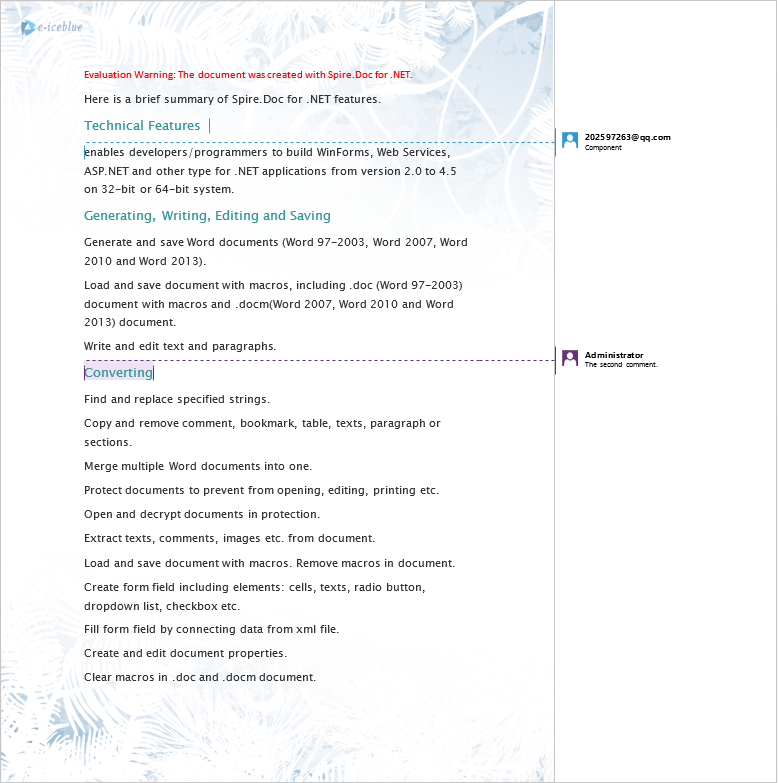 e-iceblue
Evaluation Warning: The document was created with Spire.Doc for .NET.
Here is a brief summary of Spire.Doc for .NET features.
Technical Features
202597263@qq.com
Component
enables developers/programmers to build WinForms, Web Services,
ASP.NET and other type for .NET applications from version 2.0 to 4.5
on 32-bit or 64-bit system.
Generating, Writing, Editing and Saving
Generate and save Word documents (Word 97-2003, Word 2007, Word
2010 and Word 2013).
Load and save document with macros, including .doc (Word 97-2003)
document with macros and .docm(Word 2007, Word 2010 and Word
2013) document.
Write and edit text and paragraphs.
Administrator
The second comment.
Converting
Find and replace specified strings.
Copy and remove comment, bookmark, table, texts, paragraph or
sections.
Merge multiple Word documents into one.
Protect documents to prevent from opening, editing, printing etc.
Open and decrypt documents in protection.
Extract texts, comments, images etc. from document.
Load and save document with macros. Remove macros in document.
Create form field including elements: cells, texts, radio button,
dropdown list, checkbox etc.
Fill form field by connecting data from xml file.
Create and edit document properties.
Clear macros in .doc and .docm document.